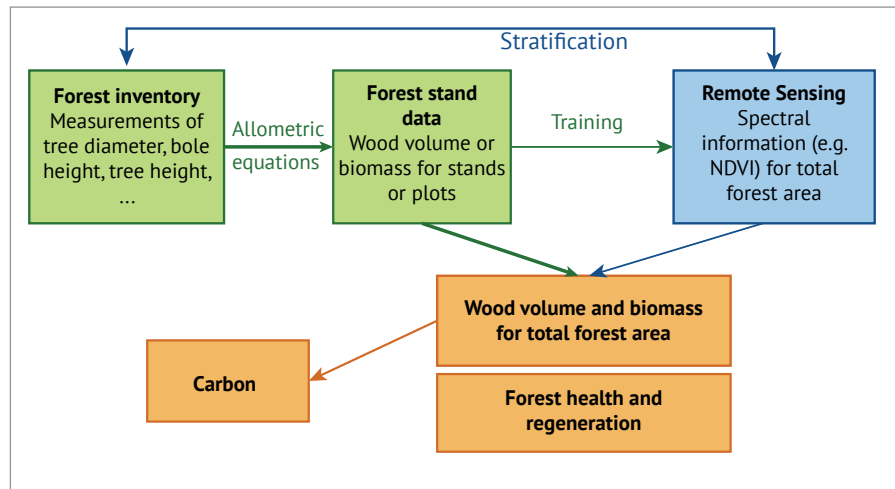 Stratification
Forest inventory
Measurements of
tree diameter, bole
height, tree height,
...
Allometric
equations
Forest stand
data
Wood volume or
biomass for stands
or plots
Training
Remote Sensing
Spectral
information (e.g.
NDVI) for total
forest area
Wood volume and biomass
for total forest area
Carbon
Forest health and
regeneration